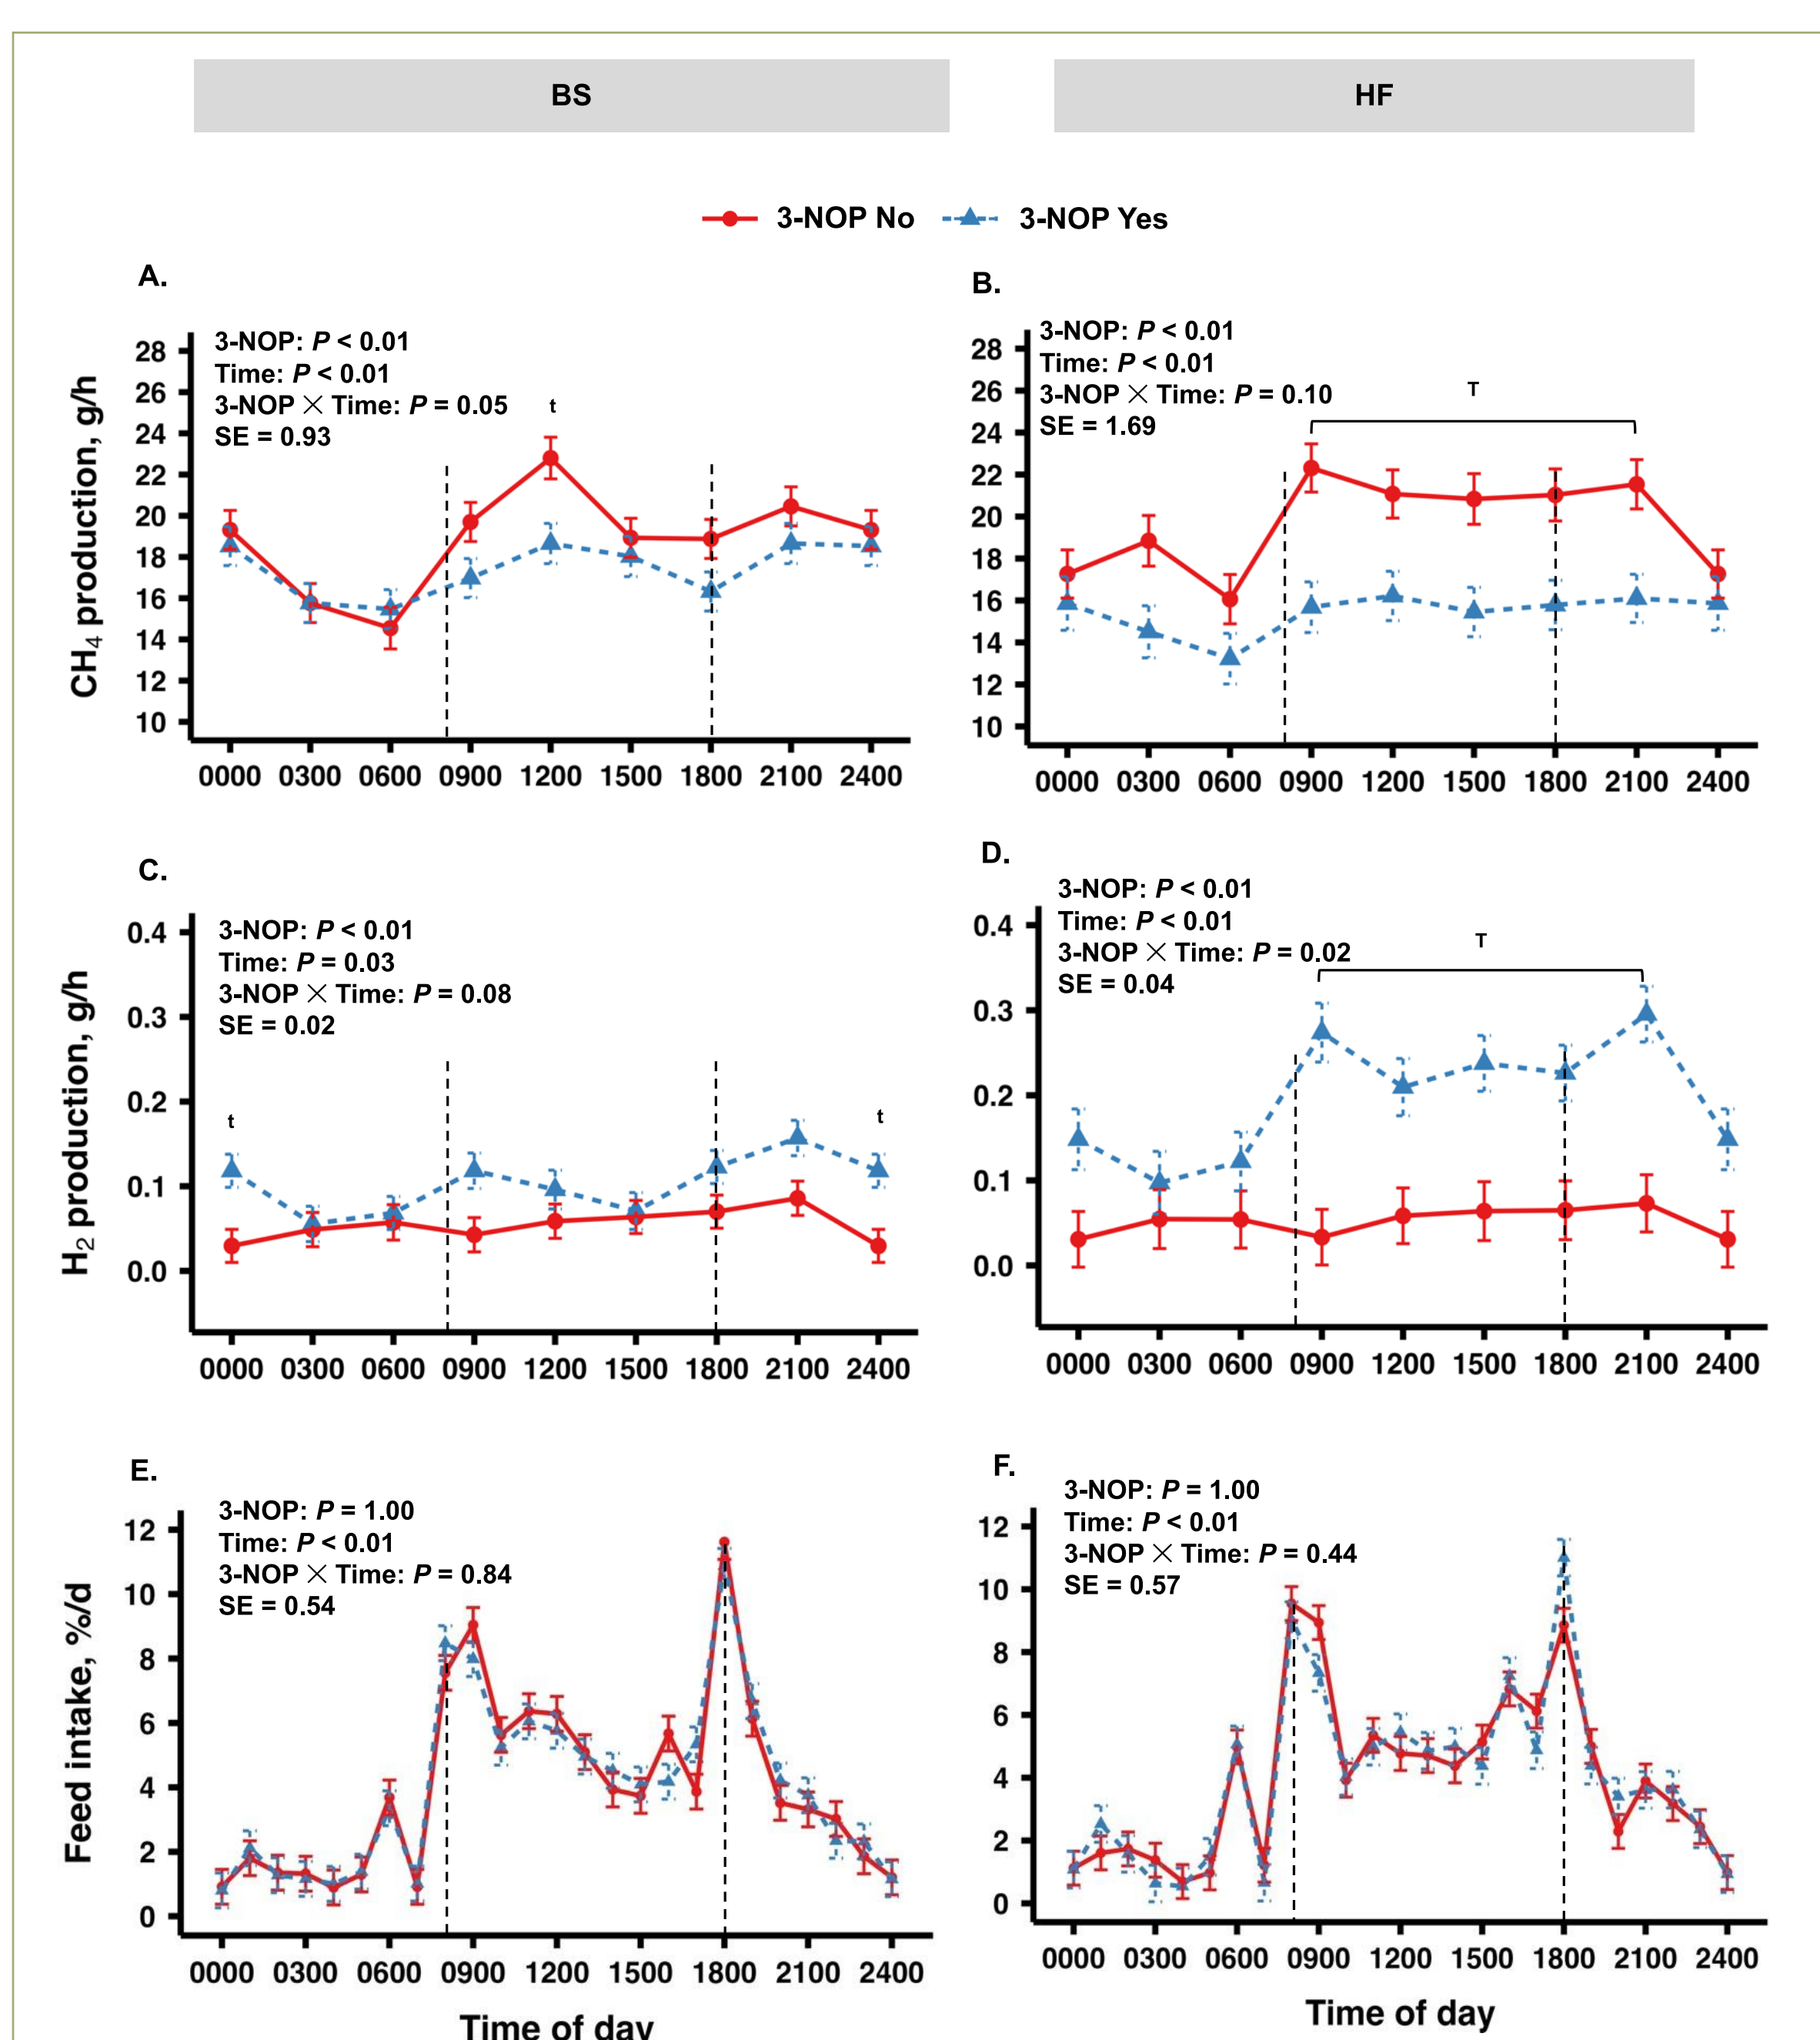 BS
HF
3-NOP No
3-NOP Yes
A.
3-NOP: P < 0.01
Time: P < 0.01
3-NOP × Time: P = 0.05
SE = 0.93
t
28
26
24
22
20
18
16
14
12
10
CH₄ production, g/h
0000 0300 0600 0900 1200 1500 1800 2100 2400
B.
3-NOP: P < 0.01
Time: P < 0.01
3-NOP × Time: P = 0.10
SE = 1.69
T
28
26
24
22
20
18
16
14
12
10
0000 0300 0600 0900 1200 1500 1800 2100 2400
C.
3-NOP: P < 0.01
Time: P = 0.03
3-NOP × Time: P = 0.08
SE = 0.02
t
t
0.4
0.3
0.2
0.1
0.0
H₂ production, g/h
0000 0300 0600 0900 1200 1500 1800 2100 2400
D.
3-NOP: P < 0.01
Time: P < 0.01
3-NOP × Time: P = 0.02
SE = 0.04
T
0.4
0.3
0.2
0.1
0.0
0000 0300 0600 0900 1200 1500 1800 2100 2400
E.
3-NOP: P = 1.00
Time: P < 0.01
3-NOP × Time: P = 0.84
SE = 0.54
12
10
8
6
4
2
0
Feed intake, %/d
0000 0300 0600 0900 1200 1500 1800 2100 2400
Time of day
F.
3-NOP: P = 1.00
Time: P < 0.01
3-NOP × Time: P = 0.44
SE = 0.57
12
10
8
6
4
2
0
0000 0300 0600 0900 1200 1500 1800 2100 2400
Time of day